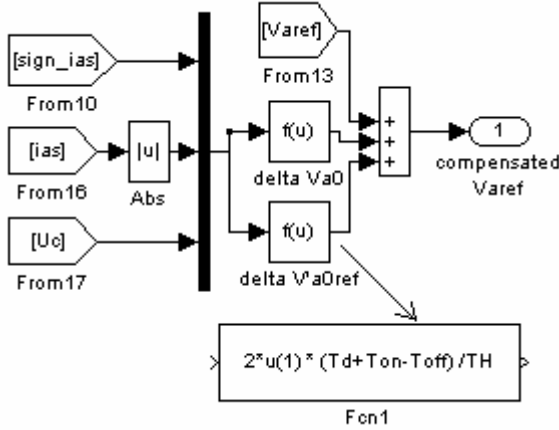 [sign_ias]
From10
[ias]
From16
|u|
Abs
[Uc]
From17
[Varef]
From13
f(u)
delta Va0
f(u)
delta V'a0ref
+
+
+
1
compensated
Varef
2*u(1)* (Td+Ton-Toff) /TH
Fcn1